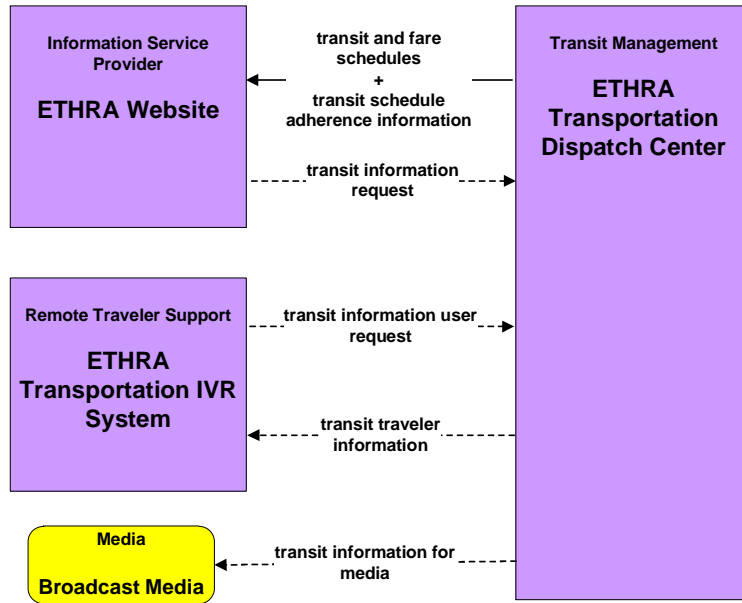 Information Service
Provider
ETHRA Website
transit and fare
schedules
+
transit schedule
adherence information
transit information
request
Transit Management
ETHRA
Transportation
Dispatch Center
Remote Traveler Support
ETHRA
Transportation IVR
System
transit information user
request
transit traveler
information
Media
Broadcast Media
transit information for
media